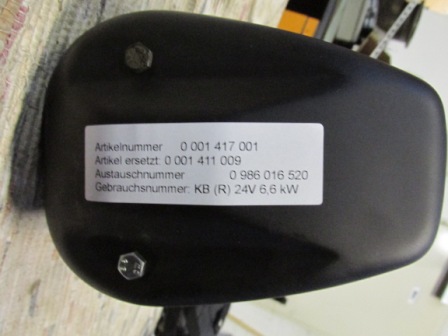 Artikelnummer 0 001 417 001
Artikel ersetzt: 0 001 411 009
Austauschnummer 0 986 016 520
Gebrauchsnummer: KB (R) 24V 6,6 kW